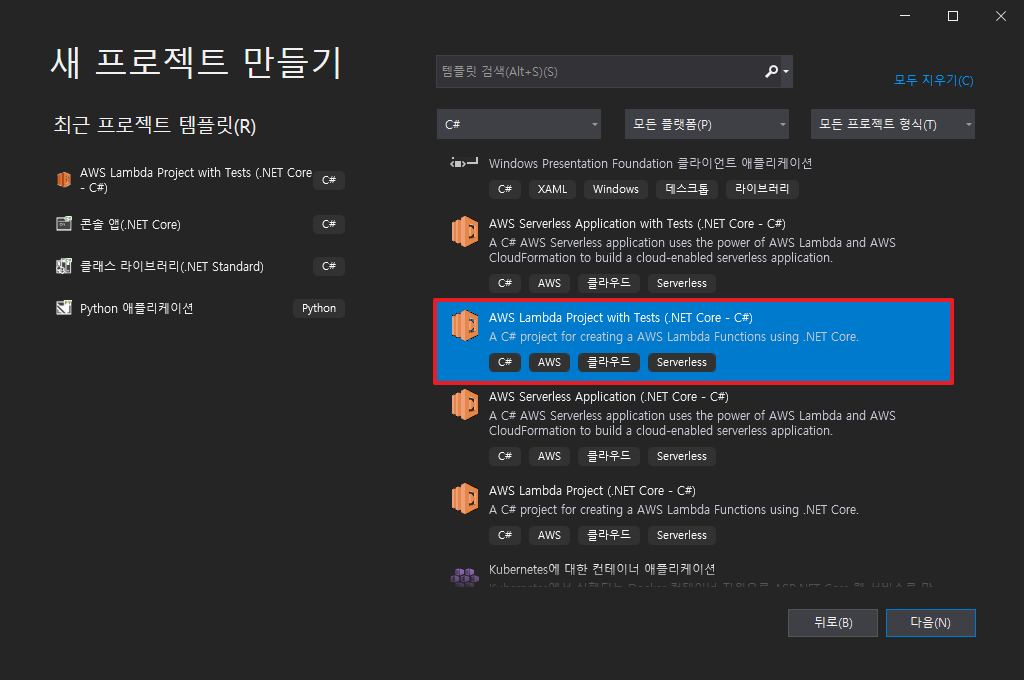 새 프로젝트 만들기
최근 프로젝트 템플릿(R)
AWS Lambda Project with Tests (.NET Core - C#)
C#
콘솔 앱(.NET Core)
C#
클래스 라이브러리(.NET Standard)
C#
Python 애플리케이션
Python
템플릿 검색(Alt+S)(S)
모두 지우기(C)
C#
모든 플랫폼(P)
모든 프로젝트 형식(T)
Windows Presentation Foundation 클라이언트 애플리케이션
C# XAML Windows 데스크톱 라이브러리
AWS Serverless Application with Tests (.NET Core - C#)
A C# AWS Serverless application uses the power of AWS Lambda and AWS
CloudFormation to build a cloud-enabled serverless application.
C# AWS 클라우드 Serverless
AWS Lambda Project with Tests (.NET Core - C#)
A C# project for creating a AWS Lambda Functions using .NET Core.
C# AWS 클라우드 Serverless
AWS Serverless Application (.NET Core - C#)
A C# AWS Serverless application uses the power of AWS Lambda and AWS
CloudFormation to build a cloud-enabled serverless application.
C# AWS 클라우드 Serverless
AWS Lambda Project (.NET Core - C#)
A C# project for creating a AWS Lambda Functions using .NET Core.
C# AWS 클라우드 Serverless
Kubernetes에 대한 컨테이너 애플리케이션
뒤로(B)
다음(N)